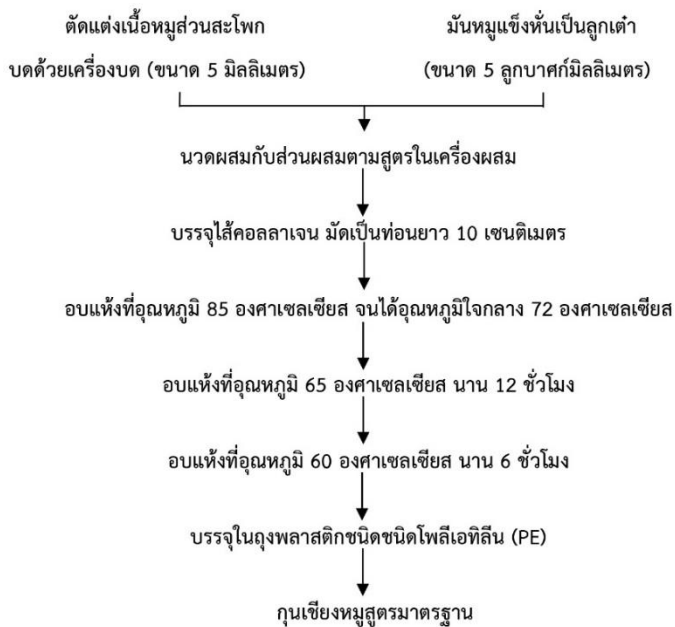 ตัดแต่งเนื้อหมูส่วนสะโพก
บดด้วยเครื่องบด (ขนาด 5 มิลลิเมตร)
มันหมูแข็งหั่นเป็นลูกเต๋า
(ขนาด 5 ลูกบาศก์มิลลิเมตร)
นวดผสมกับส่วนผสมตามสูตรในเครื่องผสม
บรรจุไส้คอลลาเจน มัดเป็นท่อนยาว 10 เซนติเมตร
อบแห้งที่อุณหภูมิ 85 องศาเซลเซียส จนได้อุณหภูมิใจกลาง 72 องศาเซลเซียส
อบแห้งที่อุณหภูมิ 65 องศาเซลเซียส นาน 12 ชั่วโมง
อบแห้งที่อุณหภูมิ 60 องศาเซลเซียส นาน 6 ชั่วโมง
บรรจุในถุงพลาสติกชนิดชนิดโพลีเอทิลีน (PE)
กุนเชียงหมูสูตรมาตรฐาน